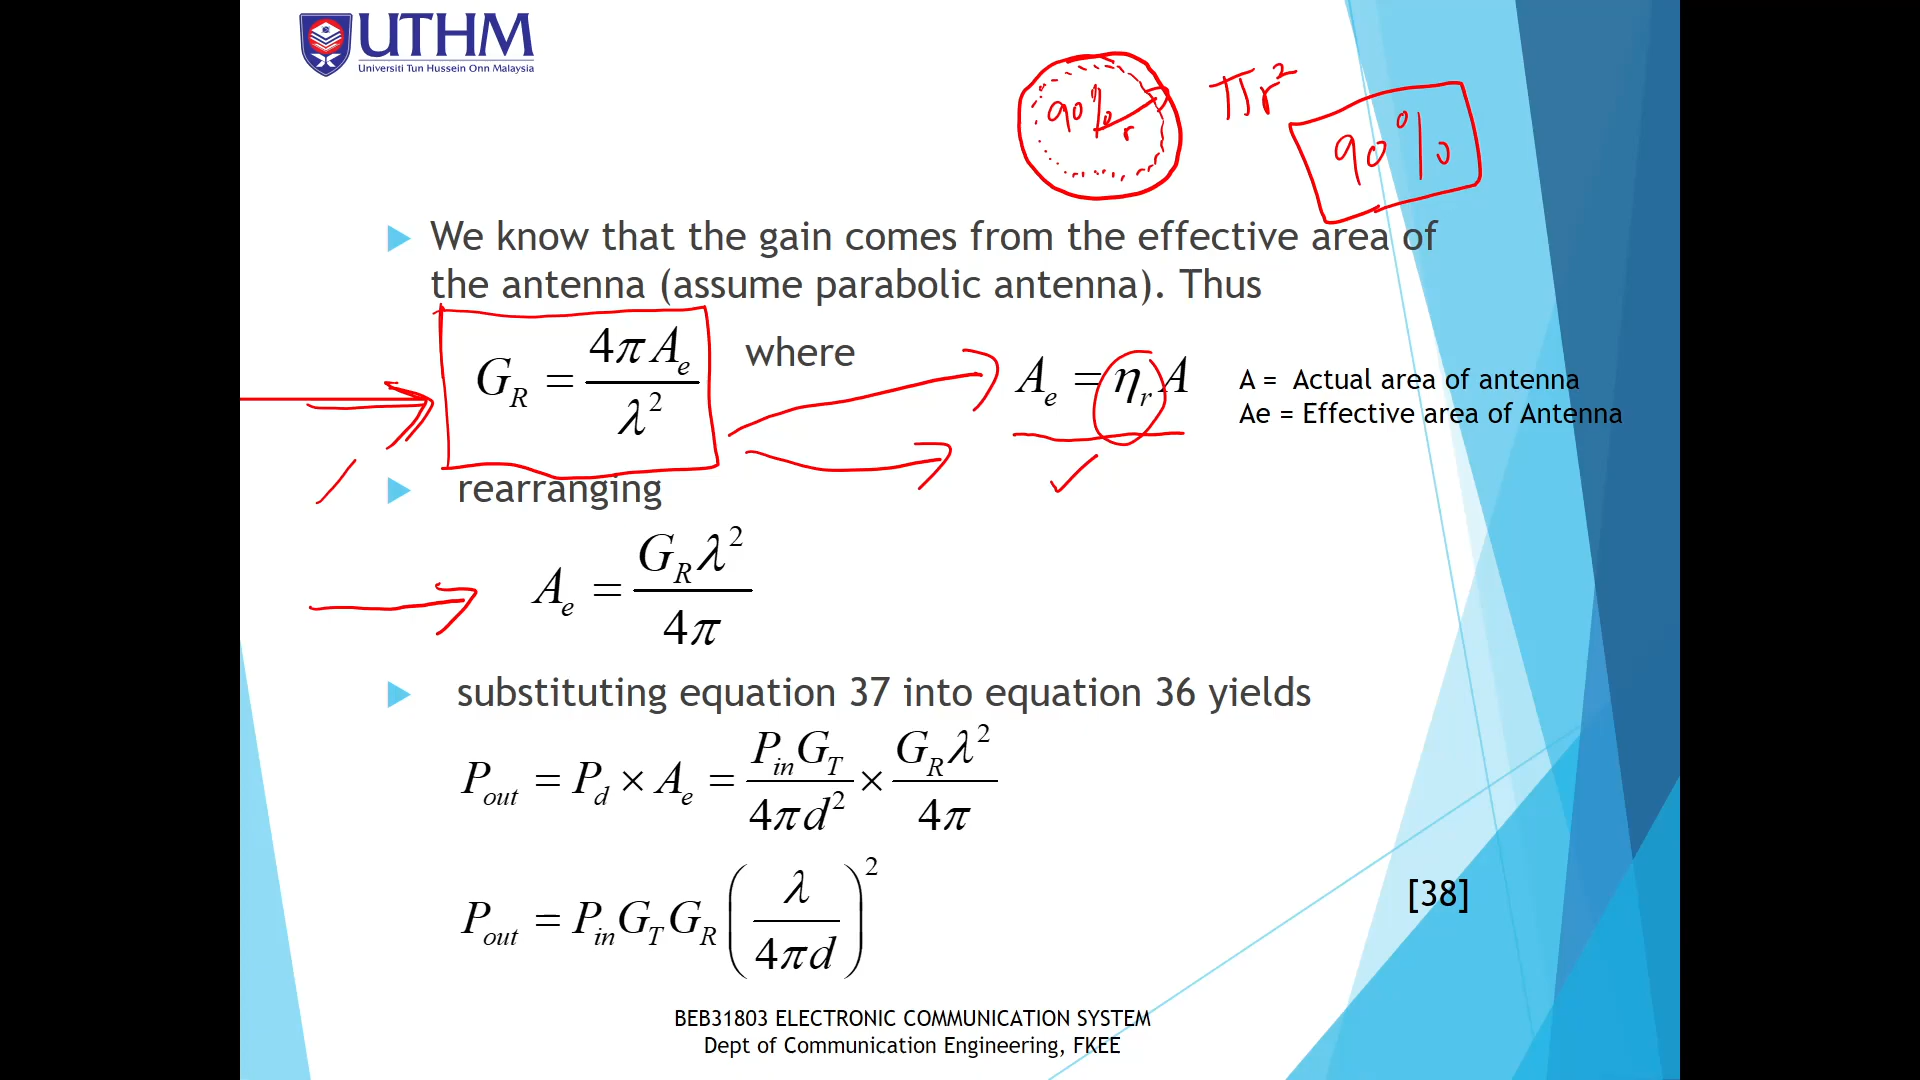 UTHM
Universiti Tun Hussein Onn Malaysia
90% r
πr²
90%
We know that the gain comes from the effective area of
the antenna (assume parabolic antenna). Thus
G_R = 4πA_e / λ² where A_e = η_r A
A = Actual area of antenna
Ae = Effective area of Antenna
rearranging
A_e = G_R λ² / 4π
substituting equation 37 into equation 36 yields
P_out = P_d × A_e = P_in G_T / 4πd² × G_R λ² / 4π
P_out = P_in G_T G_R (λ / 4πd)² [38]
BEB31803 ELECTRONIC COMMUNICATION SYSTEM
Dept of Communication Engineering, FKEE